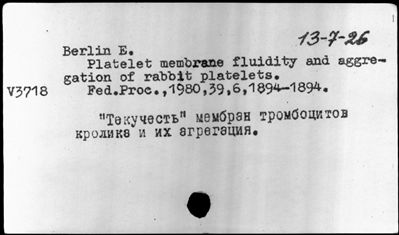 13-7-26
Berlin E.
Platelet membrane fluidity and aggre-
gation of rabbit platelets.
V3718 Fed.Proc.,1980,39,6,1894-1894.
"Текучесть" мембран тромбоцитов
кролика и их агрегация.